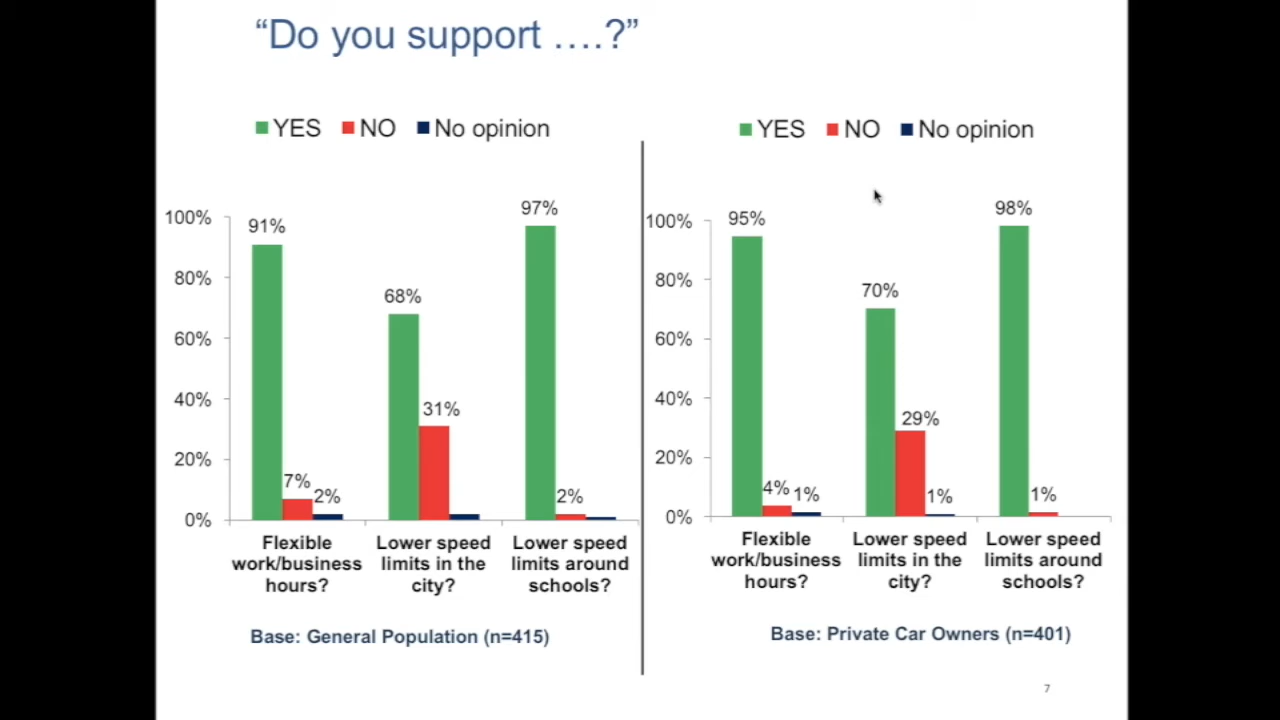 “Do you support ....?”
YES NO No opinion
100%
80%
60%
40%
20%
0%
91%
7%
2%
68%
31%
97%
2%
Flexible
work/business
hours?
Lower speed
limits in the
city?
Lower speed
limits around
schools?
Base: General Population (n=415)
YES NO No opinion
100%
80%
60%
40%
20%
0%
95%
4%
1%
70%
29%
1%
98%
1%
Flexible
work/business
hours?
Lower speed
limits in the
city?
Lower speed
limits around
schools?
Base: Private Car Owners (n=401)
7